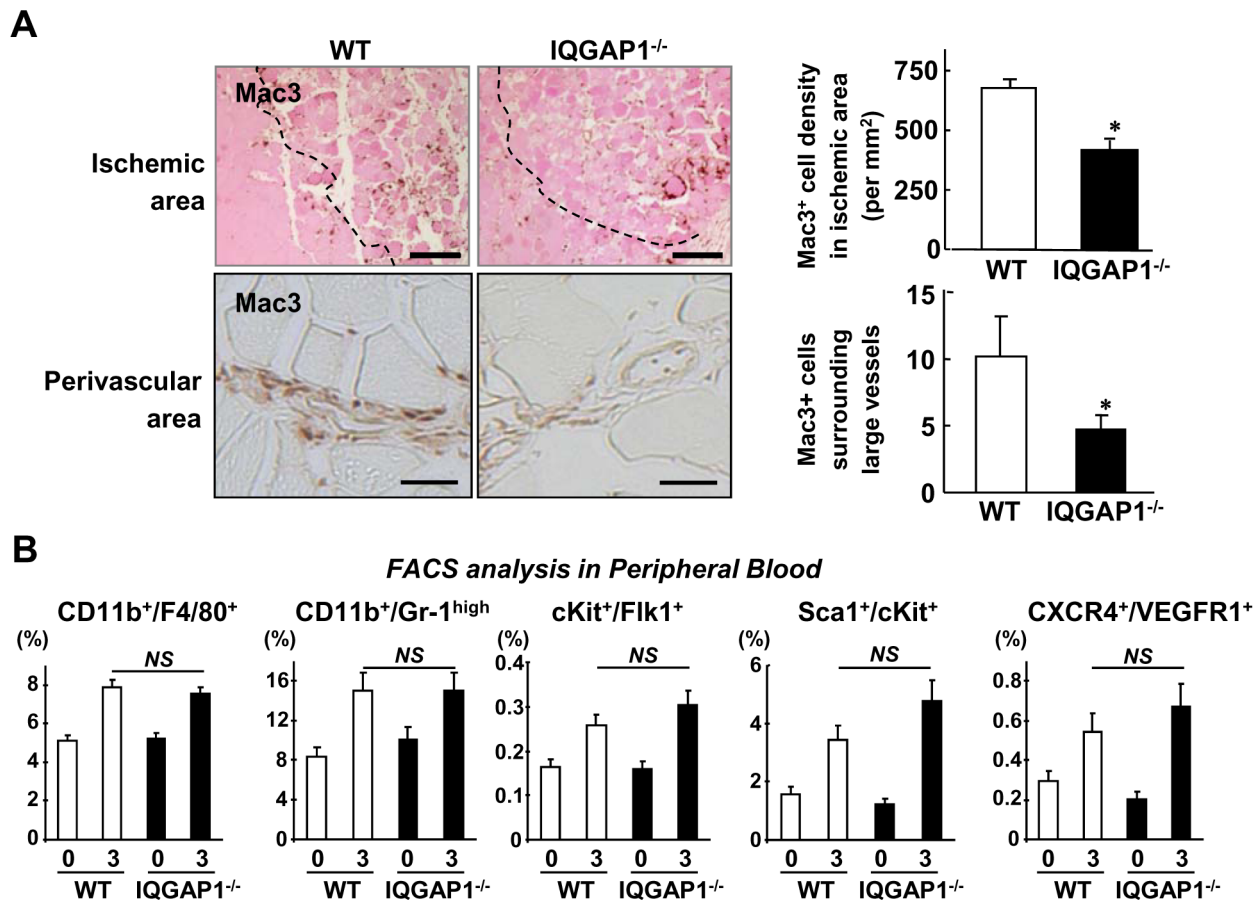 A
WT
IQGAP1⁻/⁻
Mac3
Ischemic
area
Mac3
Perivascular
area
Mac3⁺ cell density
in ischemic area
(per mm²)
750
500
250
0
*
WT
IQGAP1⁻/⁻
Mac3+ cells
surrounding
large vessels
15
10
5
0
*
WT
IQGAP1⁻/⁻
B
FACS analysis in Peripheral Blood
CD11b⁺/F4/80⁺
(%)
NS
8
6
4
2
0
0 3 0 3
WT IQGAP1⁻/⁻
CD11b⁺/Gr-1ʰⁱᵍʰ
(%)
NS
16
12
8
4
0
0 3 0 3
WT IQGAP1⁻/⁻
cKit⁺/Flk1⁺
(%)
NS
0.4
0.3
0.2
0.1
0
0 3 0 3
WT IQGAP1⁻/⁻
Sca1⁺/cKit⁺
(%)
NS
6
4
2
0
0 3 0 3
WT IQGAP1⁻/⁻
CXCR4⁺/VEGFR1⁺
(%)
NS
0.8
0.6
0.4
0.2
0
0 3 0 3
WT IQGAP1⁻/⁻